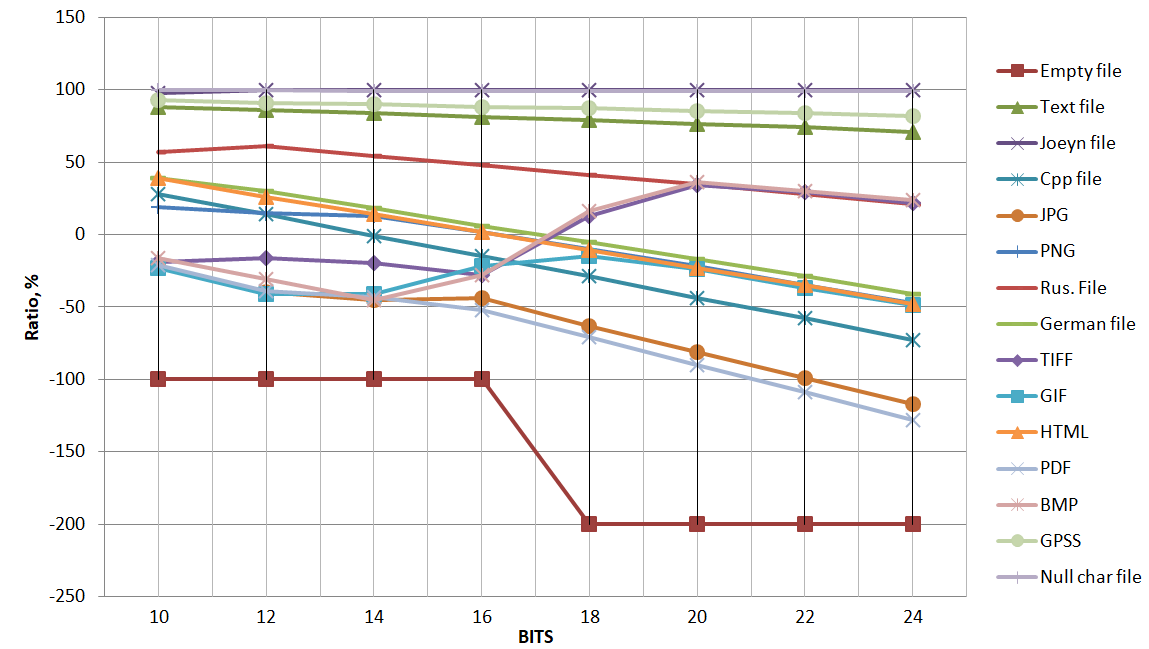 150
100
50
0
-50
-100
-150
-200
-250
Ratio, %
10 12 14 16 18 20 22 24
BITS
Empty file
Text file
Joeyn file
Cpp file
JPG
PNG
Rus. File
German file
TIFF
GIF
HTML
PDF
BMP
GPSS
Null char file